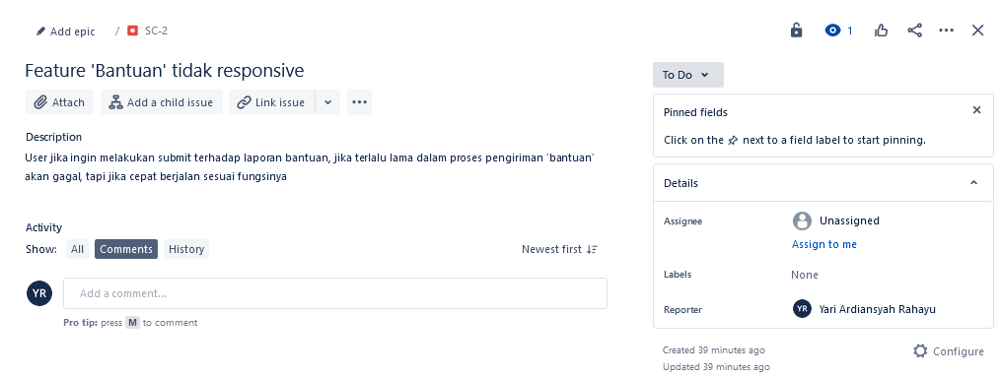 Add epic / SC-2 1
Feature 'Bantuan' tidak responsive
To Do
Attach Add a child issue Link issue
Pinned fields
Click on the next to a field label to start pinning.
Description
User jika ingin melakukan submit terhadap laporan bantuan, jika terlalu lama dalam proses pengiriman 'bantuan'
akan gagal, tapi jika cepat berjalan sesuai fungsinya
Details
Assignee Unassigned
Assign to me
Labels None
Reporter YR Yari Ardiansyah Rahayu
Activity
Show: All Comments History Newest first
YR Add a comment...
Pro tip: press M to comment
Created 39 minutes ago
Updated 39 minutes ago
Configure